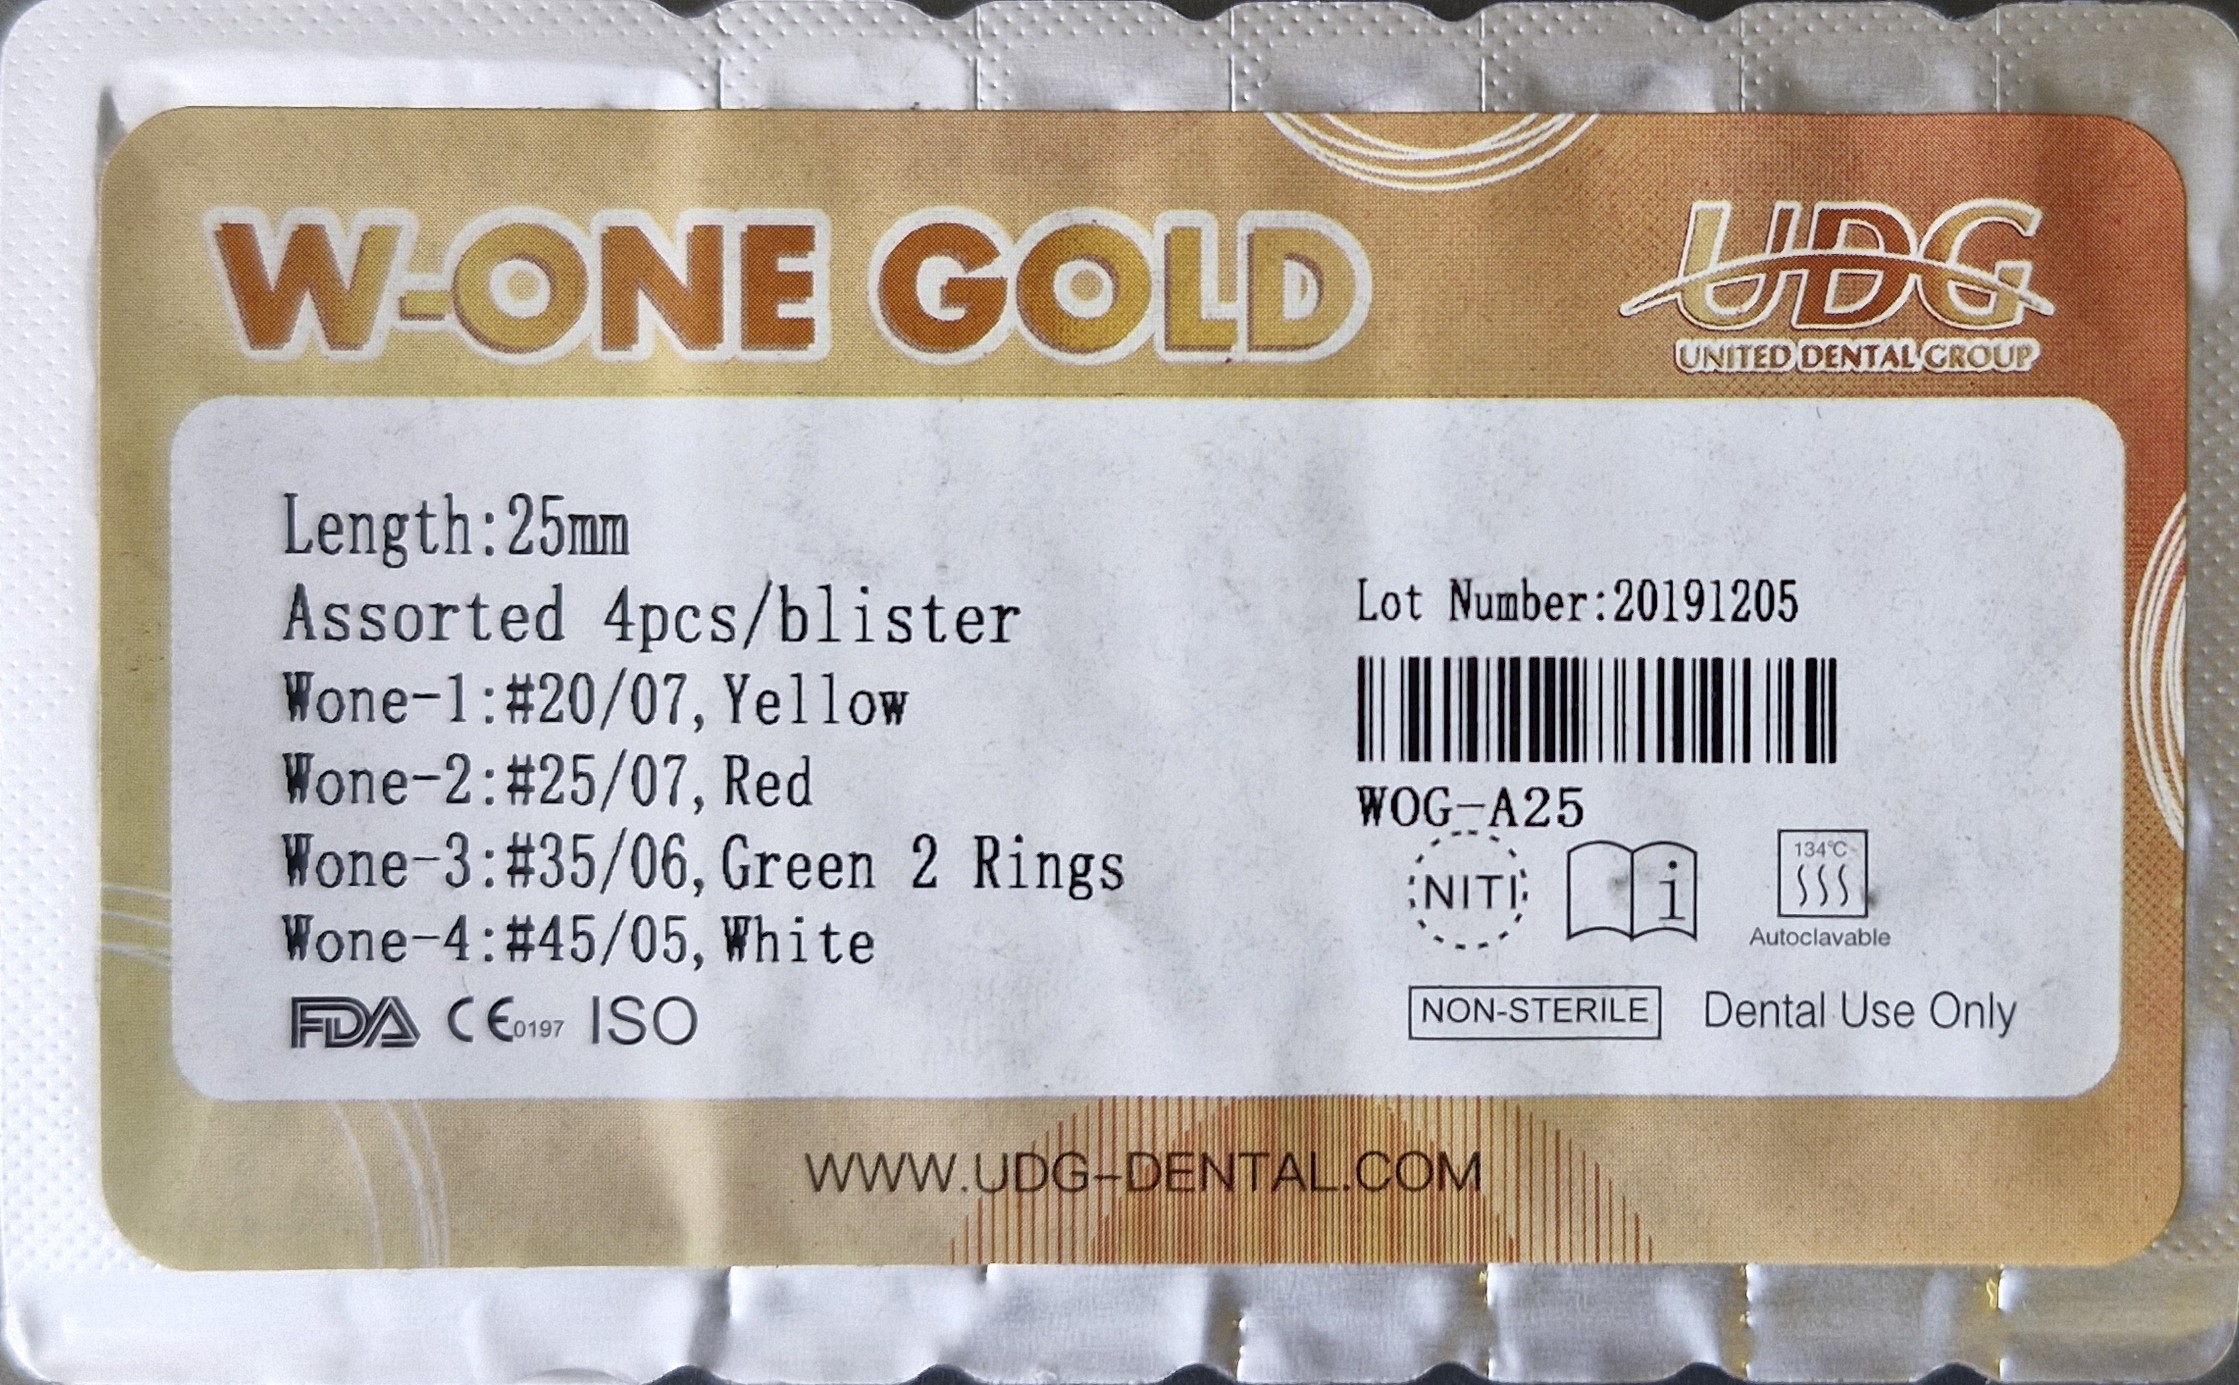 W-ONE GOLD
UDG
UNITED DENTAL GROUP
Length:25mm
Assorted 4pcs/blister
Wone-1:#20/07,Yellow
Wone-2:#25/07,Red
Wone-3:#35/06,Green 2 Rings
Wone-4:#45/05,White
FDA CE0197 ISO
Lot Number:20191205
WOG-A25
NITI
i
134℃
Autoclavable
NON-STERILE
Dental Use Only
WWW.UDG-DENTAL.COM